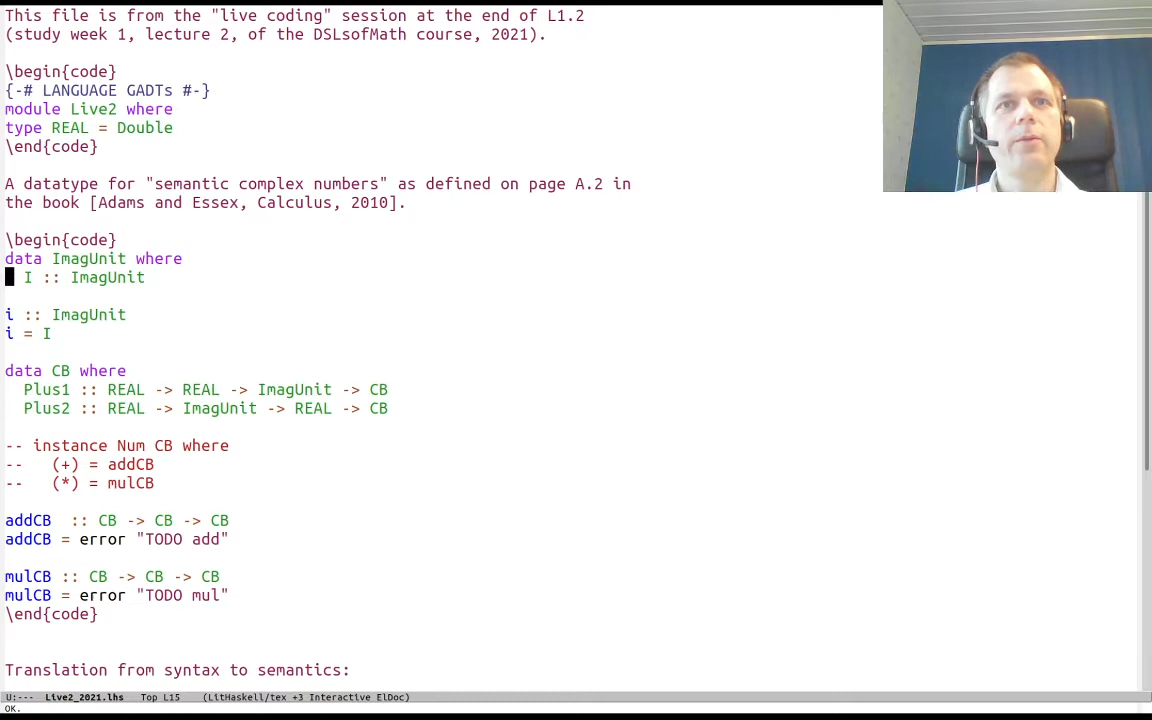 This file is from the "live coding" session at the end of L1.2
(study week 1, lecture 2, of the DSLsofMath course, 2021).
\begin{code}
{-# LANGUAGE GADTs #-}
module Live2 where
type REAL = Double
\end{code}
A datatype for "semantic complex numbers" as defined on page A.2 in
the book [Adams and Essex, Calculus, 2010].
\begin{code}
data ImagUnit where
  I :: ImagUnit
i :: ImagUnit
i = I
data CB where
  Plus1 :: REAL -> REAL -> ImagUnit -> CB
  Plus2 :: REAL -> ImagUnit -> REAL -> CB
-- instance Num CB where
--   (+) = addCB
--   (*) = mulCB
addCB  :: CB -> CB -> CB
addCB = error "TODO add"
mulCB :: CB -> CB -> CB
mulCB = error "TODO mul"
\end{code}
Translation from syntax to semantics:
U:---  Live2_2021.lhs   Top L15   (LitHaskell/tex +3 Interactive ElDoc)
OK.